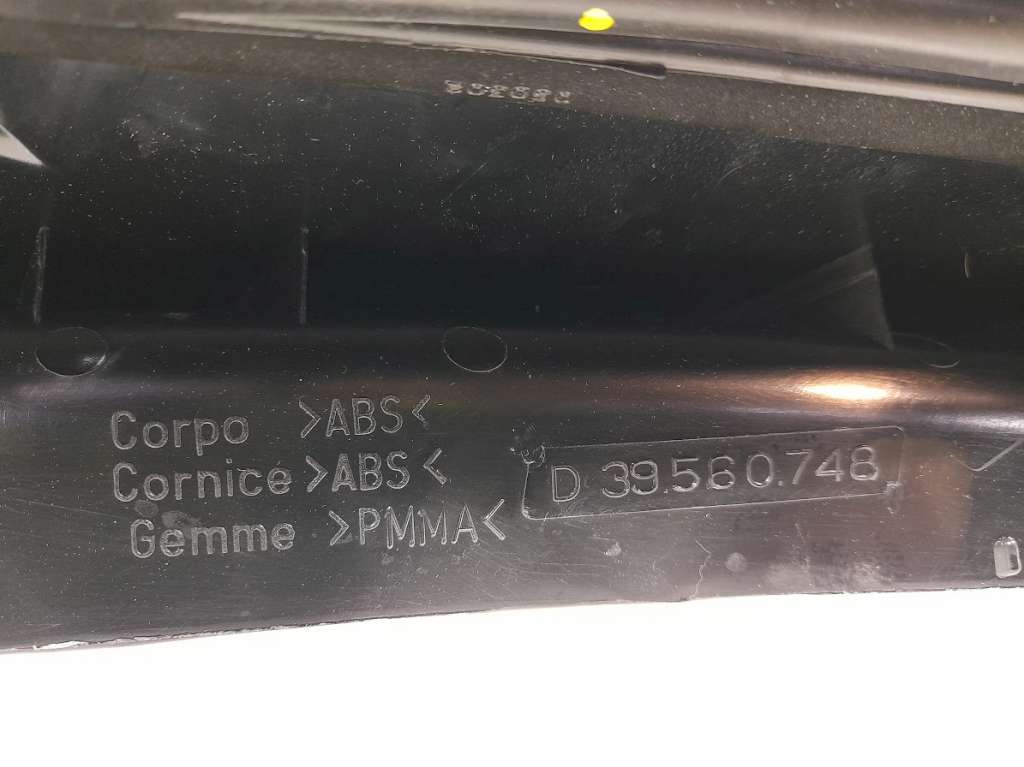 Corpo >ABS<
Cornice >ABS<
Gemme >PMMA<
D 39.560.748